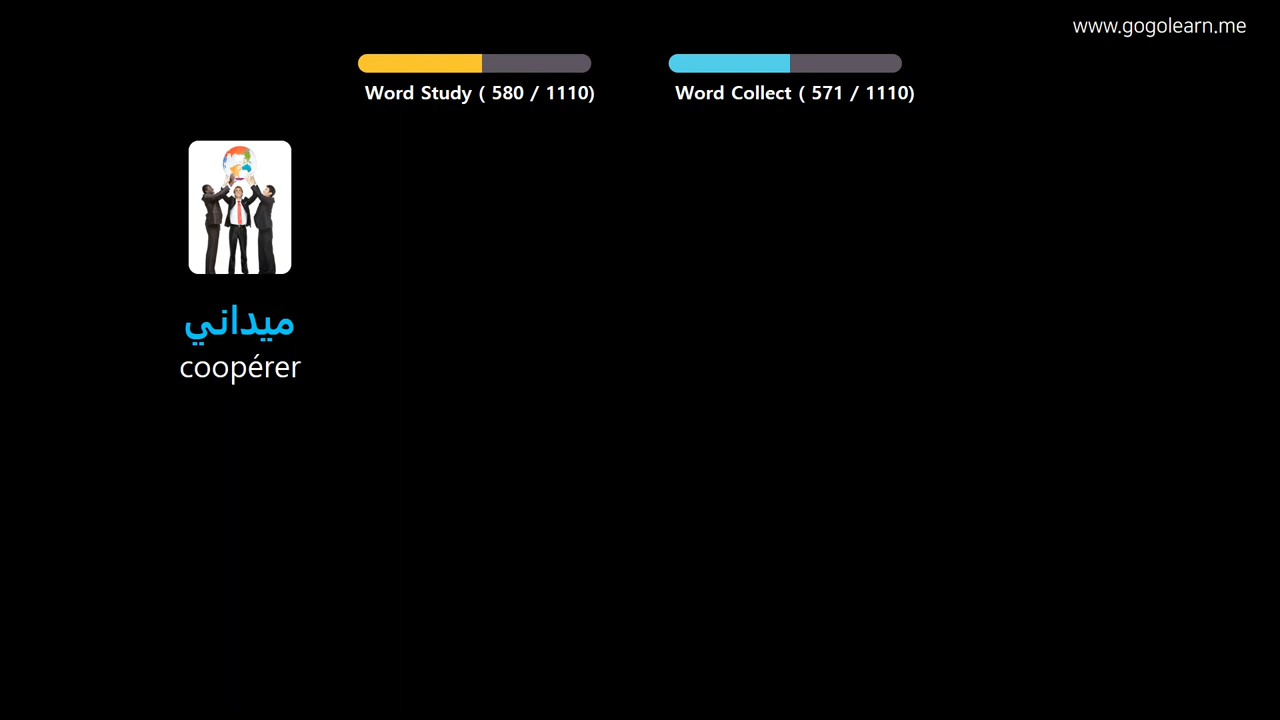 www.gogolearn.me
Word Study ( 580 / 1110)
Word Collect ( 571 / 1110)
ميداني
coopérer